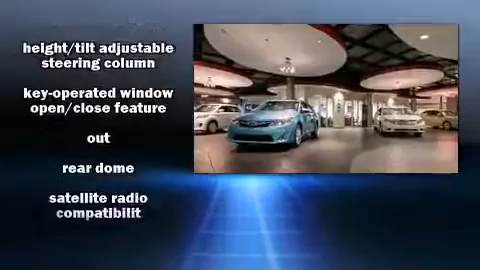 height/tilt adjustable
steering column
key-operated window
open/close feature
out
rear dome
satellite radio
compatibilit